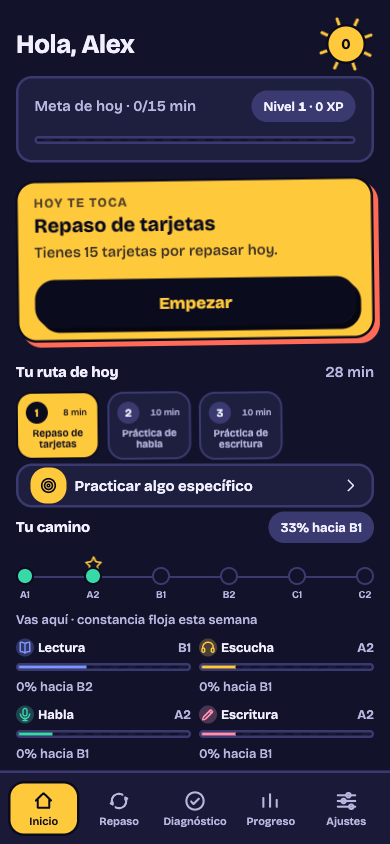 Hola, Alex
0
Meta de hoy · 0/15 min
Nivel 1 · 0 XP
HOY TE TOCA
Repaso de tarjetas
Tienes 15 tarjetas por repasar hoy.
Empezar
Tu ruta de hoy
28 min
1
8 min
Repaso de
tarjetas
2
10 min
Práctica de
habla
3
10 min
Práctica de
escritura
Practicar algo específico
Tu camino
33% hacia B1
A1
A2
B1
B2
C1
C2
Vas aquí · constancia floja esta semana
Lectura
B1
0% hacia B2
Escucha
A2
0% hacia B1
Habla
A2
0% hacia B1
Escritura
A2
0% hacia B1
Inicio
Repaso
Diagnóstico
Progreso
Ajustes